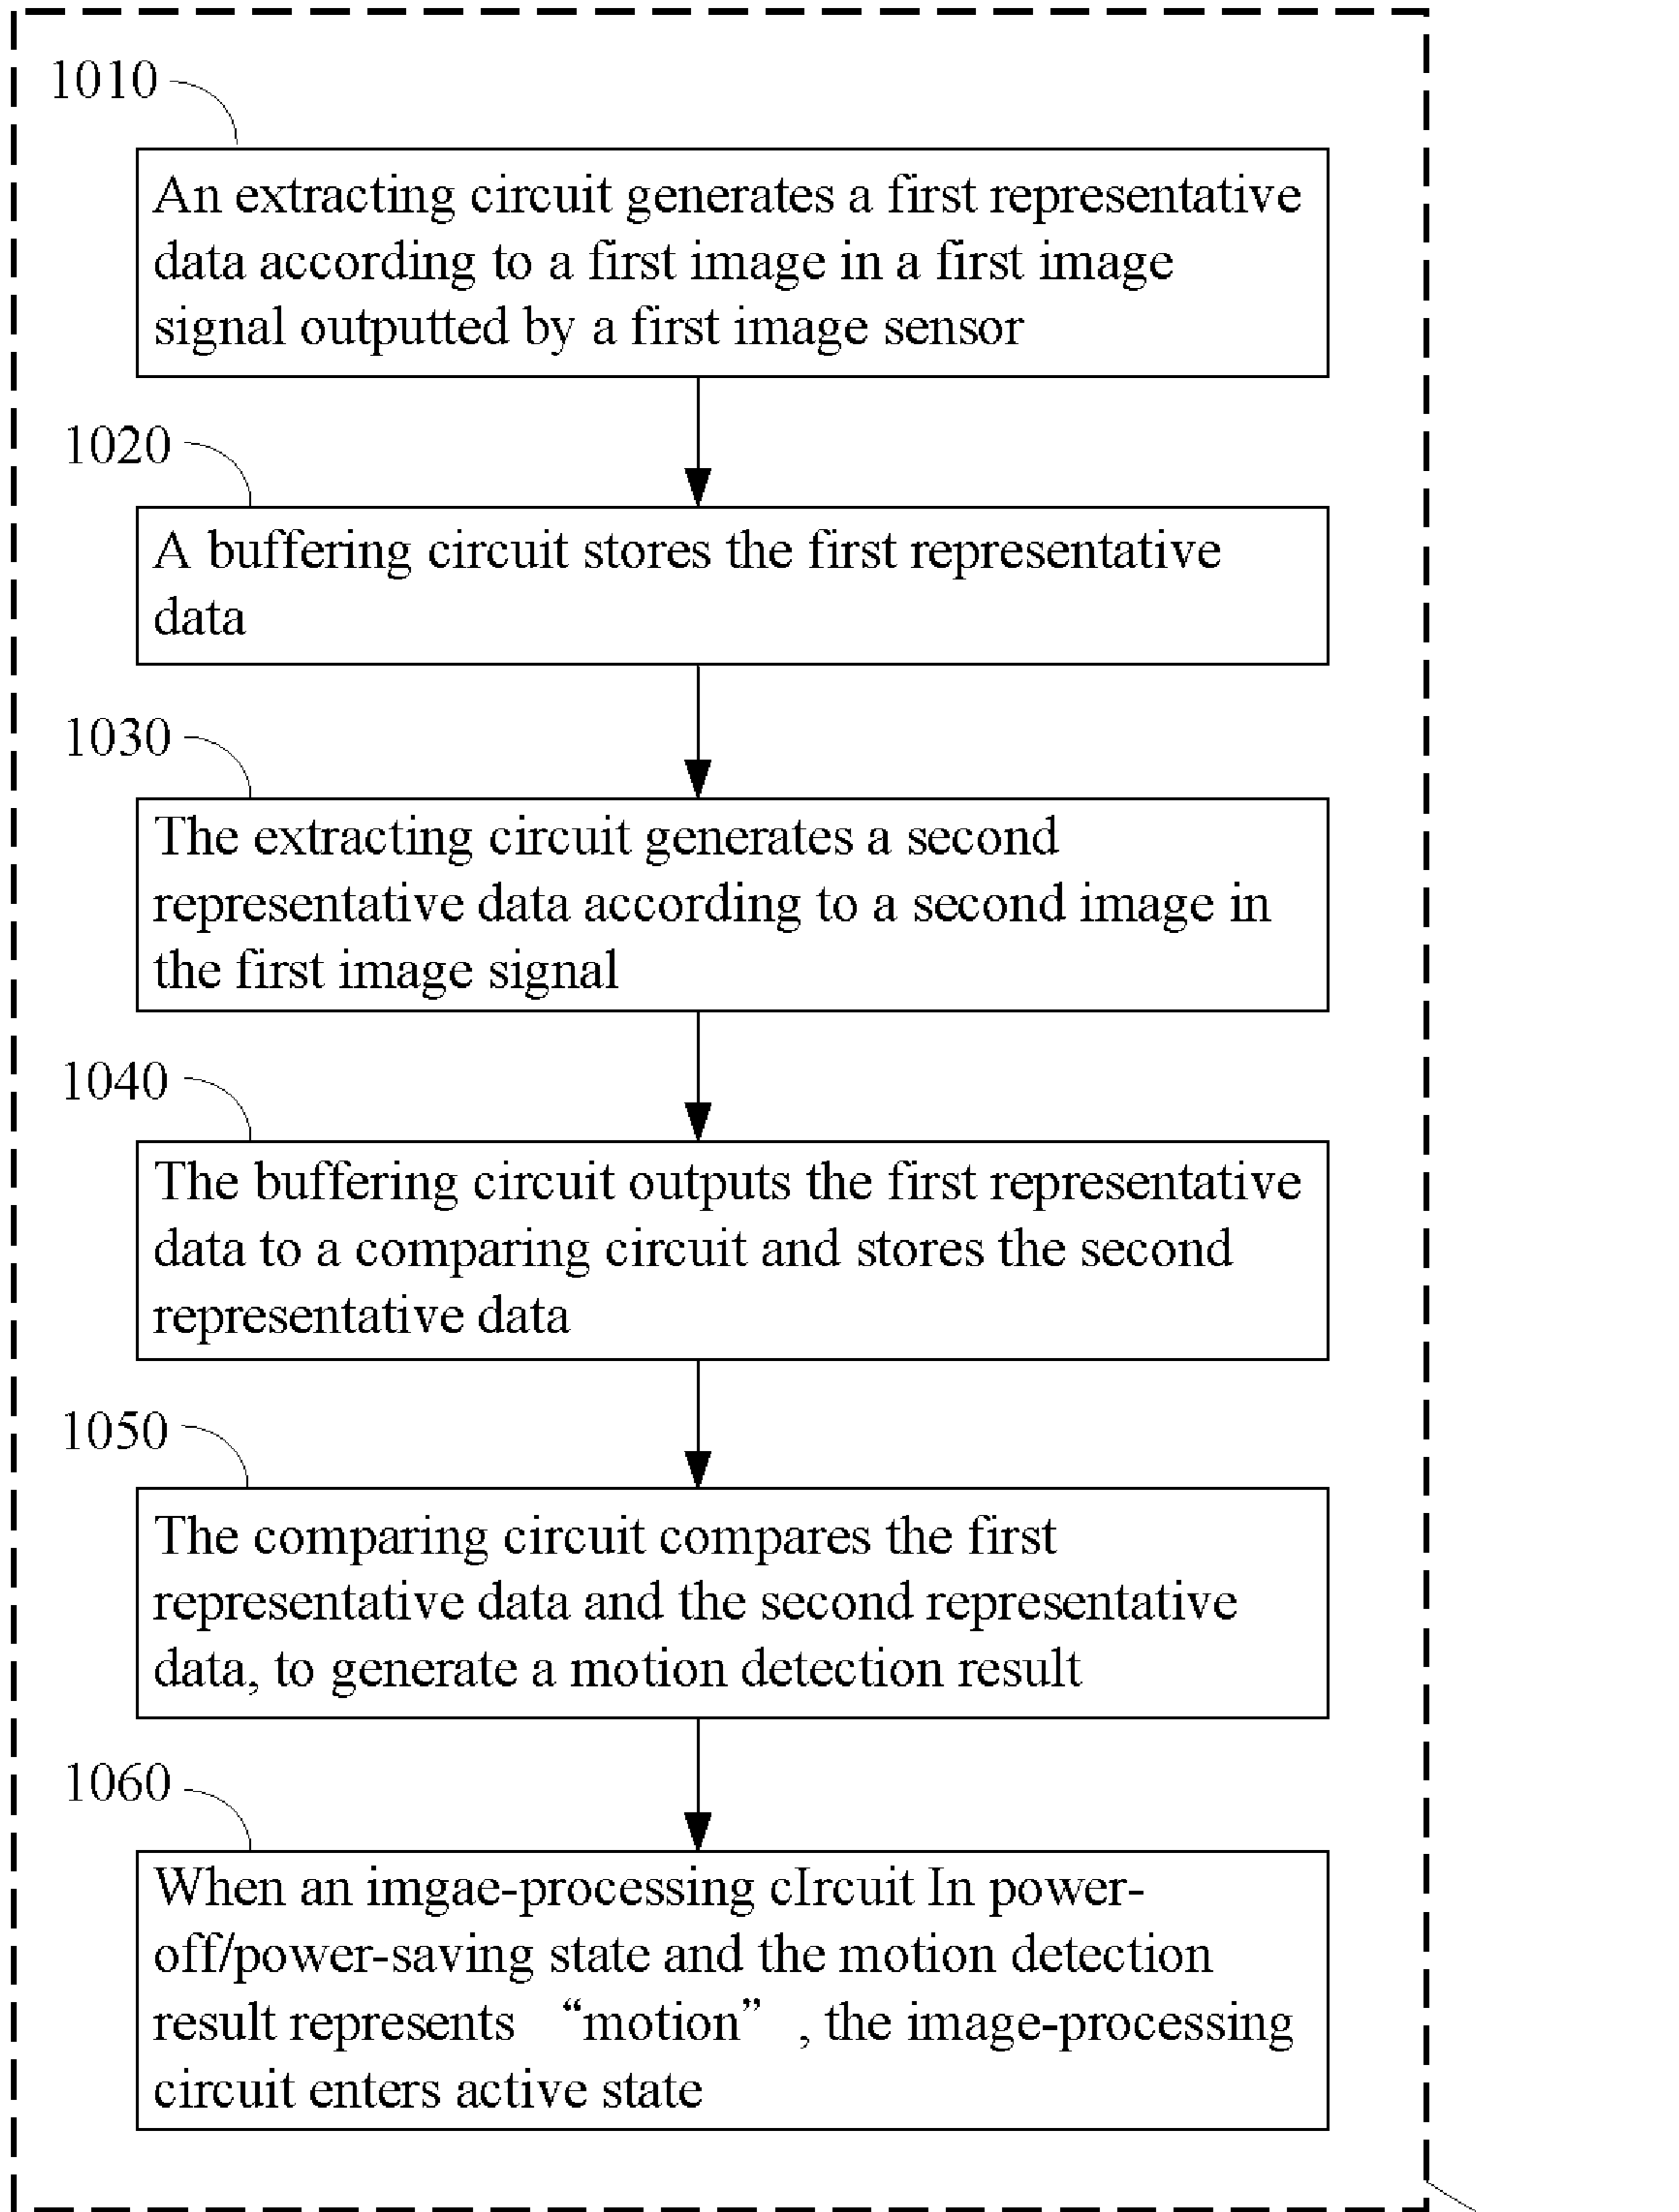 1010
An extracting circuit generates a first representative
data according to a first image in a first image
signal outputted by a first image sensor
1020
A buffering circuit stores the first representative
data
1030
The extracting circuit generates a second
representative data according to a second image in
the first image signal
1040
The buffering circuit outputs the first representative
data to a comparing circuit and stores the second
representative data
1050
The comparing circuit compares the first
representative data and the second representative
data, to generate a motion detection result
1060
When an imgae-processing cIrcuit In power-
off/power-saving state and the motion detection
result represents “motion” , the image-processing
circuit enters active state